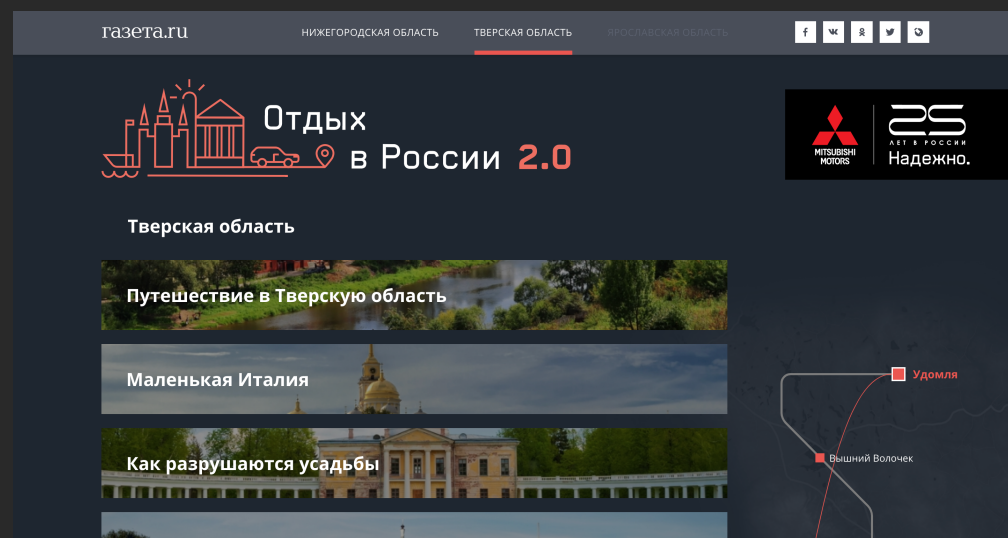 газета.ru
НИЖЕГОРОДСКАЯ ОБЛАСТЬ
ТВЕРСКАЯ ОБЛАСТЬ
ЯРОСЛАВСКАЯ ОБЛАСТЬ
Отдых
в России 2.0
MITSUBISHI
MOTORS
25
ЛЕТ В РОССИИ
Надежно.
Тверская область
Путешествие в Тверскую область
Маленькая Италия
Как разрушаются усадьбы
Удомля
Вышний Волочек